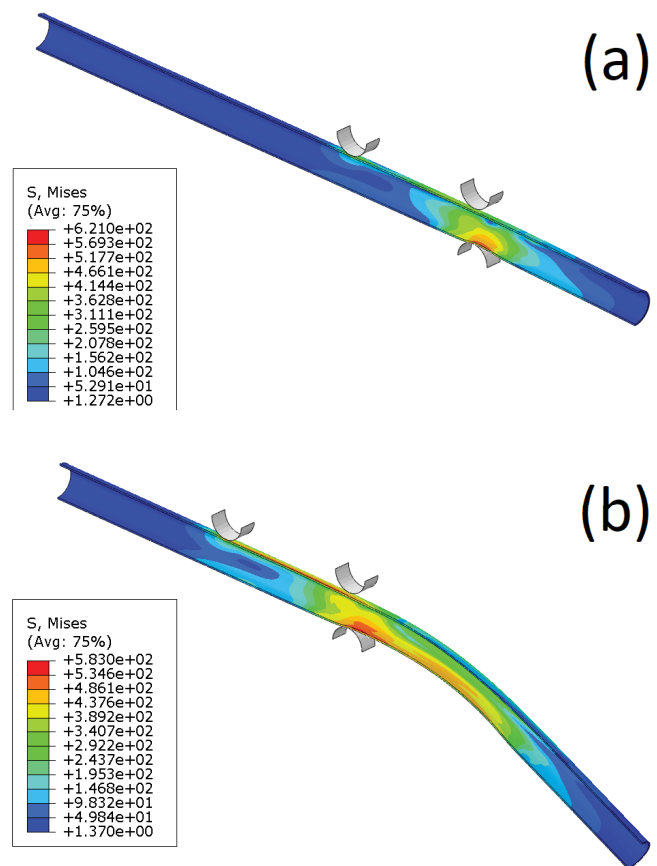 (a)
S, Mises
(Avg: 75%)
+6.210e+02
+5.693e+02
+5.177e+02
+4.661e+02
+4.144e+02
+3.628e+02
+3.111e+02
+2.595e+02
+2.078e+02
+1.562e+02
+1.046e+02
+5.291e+01
+1.272e+00
(b)
S, Mises
(Avg: 75%)
+5.830e+02
+5.346e+02
+4.861e+02
+4.376e+02
+3.892e+02
+3.407e+02
+2.922e+02
+2.437e+02
+1.953e+02
+1.468e+02
+9.832e+01
+4.984e+01
+1.370e+00